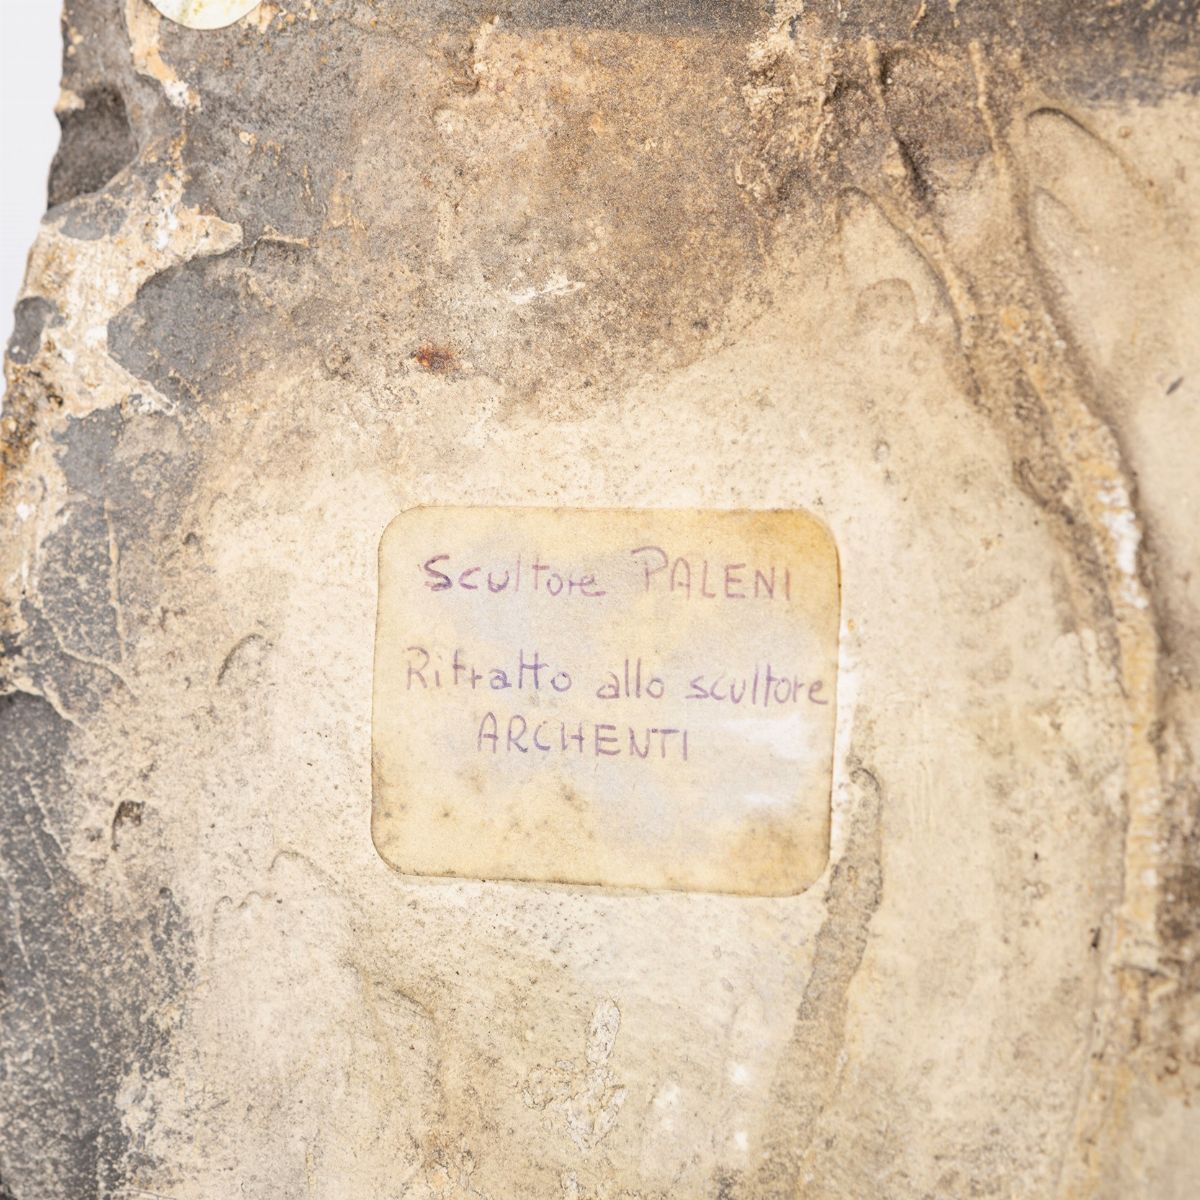 Scultore PALENI
Ritratto allo scultore
ARCHENTI